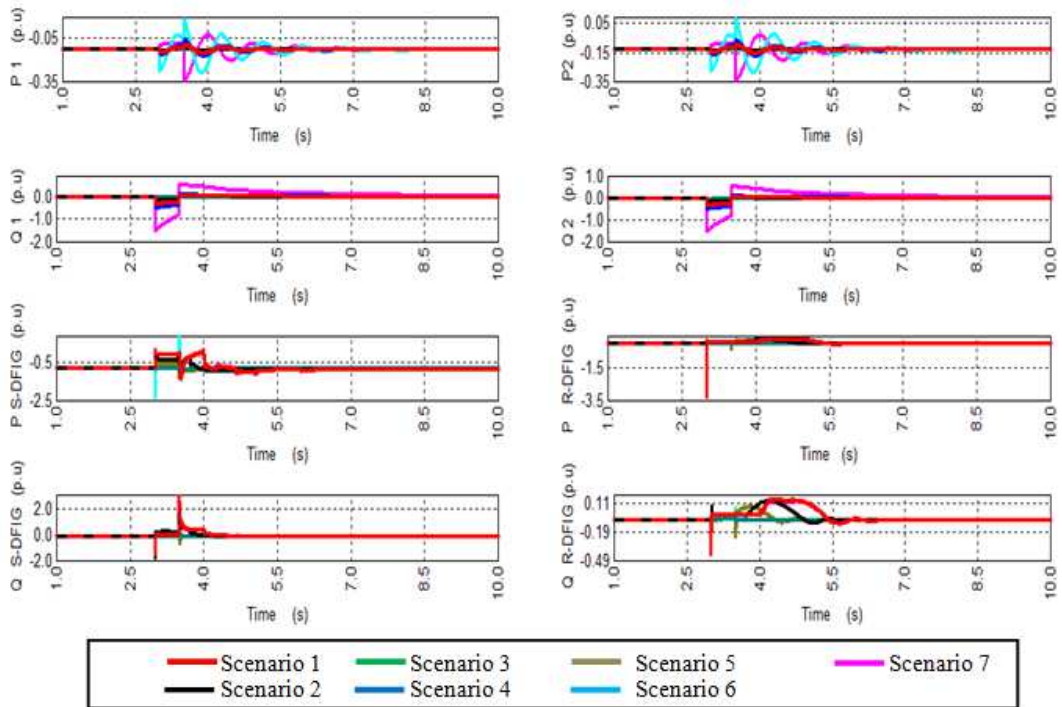 P 1 (p.u)
-0.05
-0.35
1.0 2.5 4.0 5.5 7.0 8.5 10.0
Time (s)
P2 (p.u)
0.05
-0.15
-0.35
1.0 2.5 4.0 5.5 7.0 8.5 10.0
Time (s)
Q 1 (p.u)
0.0
-1.0
-2.0
1.0 2.5 4.0 5.5 7.0 8.5 10.0
Time (s)
Q 2 (p.u)
1.0
0.0
-1.0
-2.0
1.0 2.5 4.0 5.5 7.0 8.5 10.0
Time (s)
P S-DFIG (p.u)
-0.5
-2.5
1.0 2.5 4.0 5.5 7.0 8.5 10.0
Time (s)
P R-DFIG (p.u)
-1.5
-3.5
1.0 2.5 4.0 5.5 7.0 8.5 10.0
Time (s)
Q S-DFIG (p.u)
2.0
0.0
-2.0
1.0 2.5 4.0 5.5 7.0 8.5 10.0
Time (s)
Q R-DFIG (p.u)
0.11
-0.19
-0.49
1.0 2.5 4.0 5.5 7.0 8.5 10.0
Time (s)
Scenario 1 Scenario 3 Scenario 5 Scenario 7
Scenario 2 Scenario 4 Scenario 6